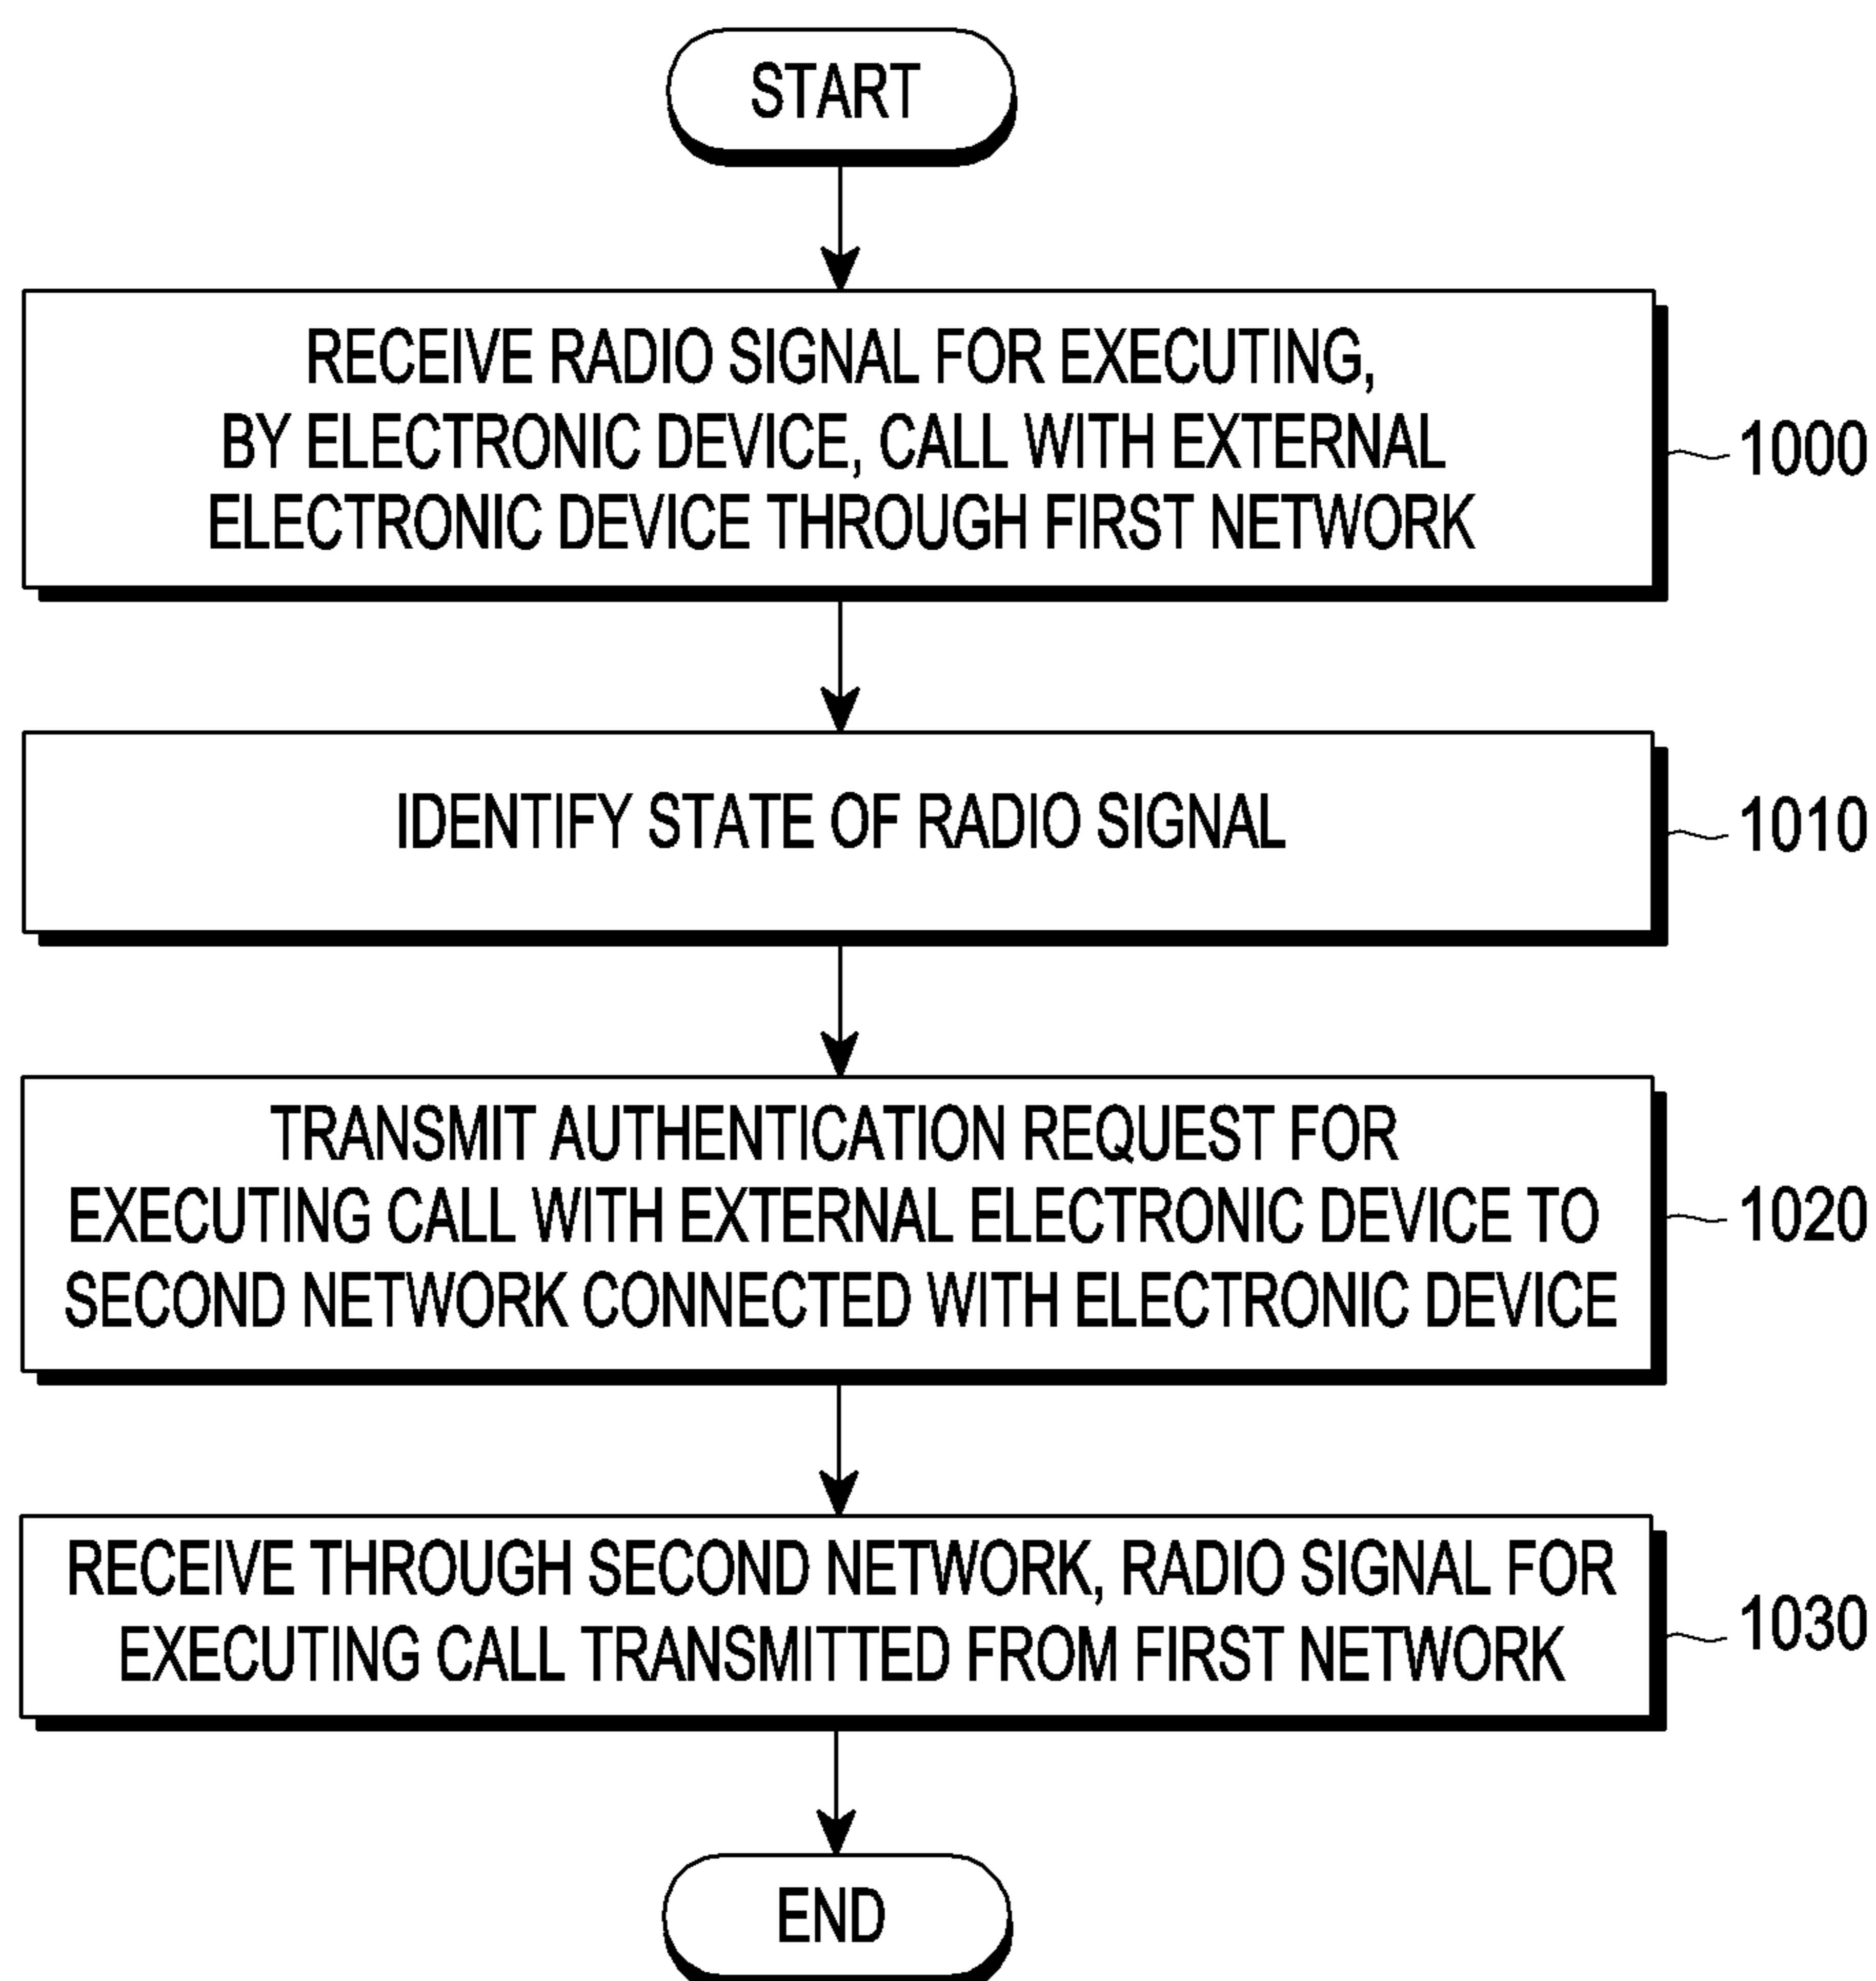 START
RECEIVE RADIO SIGNAL FOR EXECUTING,
BY ELECTRONIC DEVICE, CALL WITH EXTERNAL
ELECTRONIC DEVICE THROUGH FIRST NETWORK
1000
IDENTIFY STATE OF RADIO SIGNAL
1010
TRANSMIT AUTHENTICATION REQUEST FOR
EXECUTING CALL WITH EXTERNAL ELECTRONIC DEVICE TO
SECOND NETWORK CONNECTED WITH ELECTRONIC DEVICE
1020
RECEIVE THROUGH SECOND NETWORK, RADIO SIGNAL FOR
EXECUTING CALL TRANSMITTED FROM FIRST NETWORK
1030
END